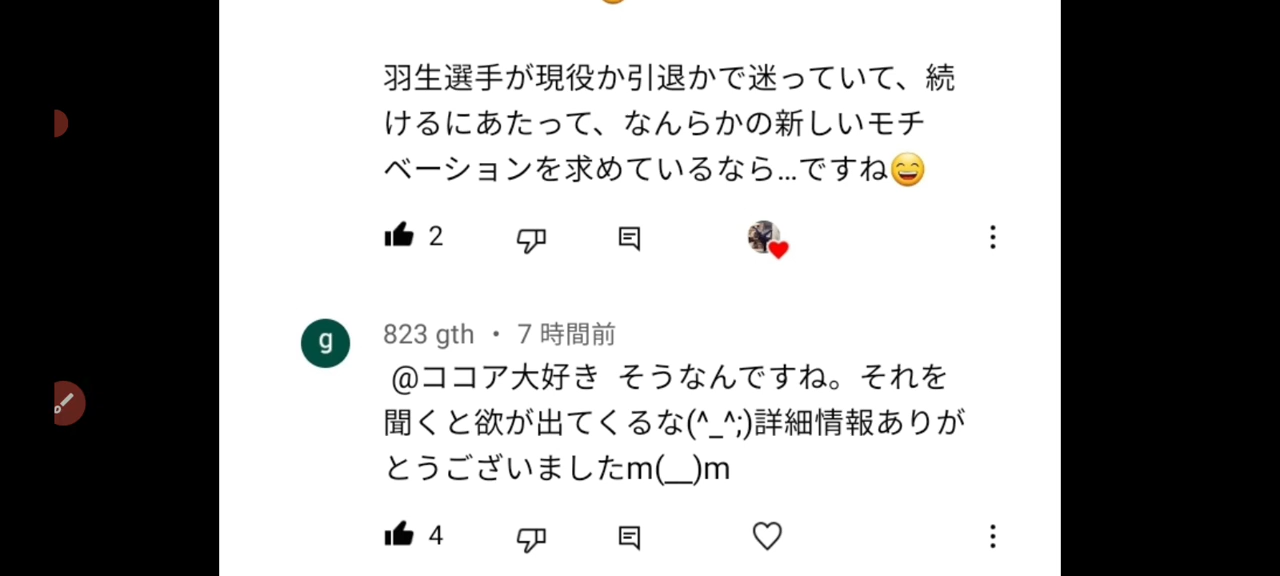 羽生選手が現役か引退かで迷っていて、続
けるにあたって、なんらかの新しいモチ
ベーションを求めているなら...ですね😄
2
g
823 gth ・ 7 時間前
@ココア大好き そうなんですね。それを
聞くと欲が出てくるな(^_^;)詳細情報ありが
とうございましたm(__)m
4